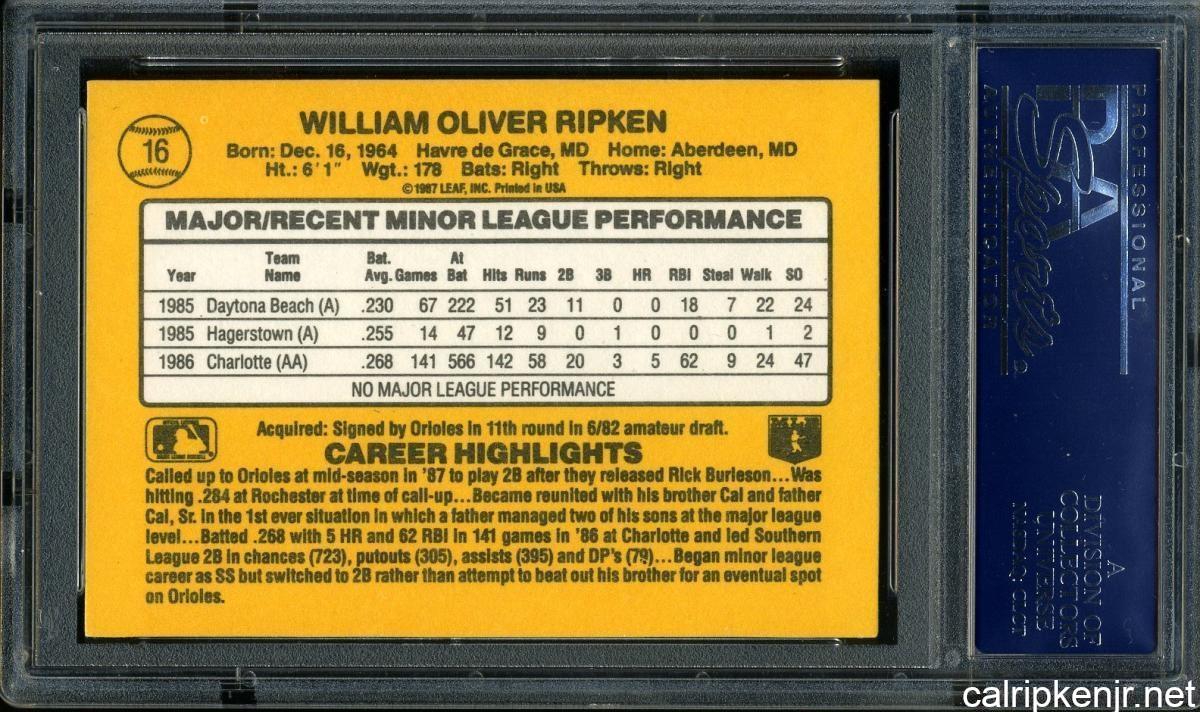 16
WILLIAM OLIVER RIPKEN
Born: Dec. 16, 1964 Havre de Grace, MD Home: Aberdeen, MD
Ht.: 6'1" Wgt.: 178 Bats: Right Throws: Right
©1987 LEAF, INC. Printed in USA
MAJOR/RECENT MINOR LEAGUE PERFORMANCE
Team Bat. At
Year Name Avg. Games Bat Hits Runs 2B 3B HR RBI Steal Walk SO
1985 Daytona Beach (A) .230 67 222 51 23 11 0 0 18 7 22 24
1985 Hagerstown (A) .255 14 47 12 9 0 1 0 0 0 1 2
1986 Charlotte (AA) .268 141 566 142 58 20 3 5 62 9 24 47
NO MAJOR LEAGUE PERFORMANCE
Acquired: Signed by Orioles in 11th round in 6/82 amateur draft.
CAREER HIGHLIGHTS
Called up to Orioles at mid-season in '87 to play 2B after they released Rick Burleson...Was
hitting .284 at Rochester at time of call-up...Became reunited with his brother Cal and father
Cal, Sr. in the 1st ever situation in which a father managed two of his sons at the major league
level...Batted .268 with 5 HR and 62 RBI in 141 games in '86 at Charlotte and led Southern
League 2B in chances (723), putouts (305), assists (395) and DP's (79)...Began minor league
career as SS but switched to 2B rather than attempt to beat out his brother for an eventual spot
on Orioles.
PROFESSIONAL
PSA
Sports
AUTHENTICATOR
A
DIVISION OF
COLLECTORS
UNIVERSE
NASDAQ: CLCT
calripkenjr.net